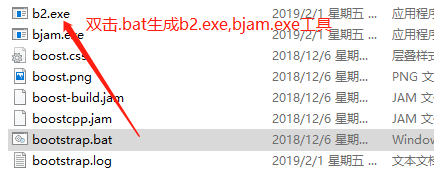 b2.exe 2019/2/1 星期五 应用程序
双击.bat生成b2.exe,bjam.exe工具
bjam.exe 2019/2/1 星期五 应用程序
boost.css 2018/12/6 星期... 层叠样式
boost.png 2018/12/6 星期... PNG 文
boost-build.jam 2018/12/6 星期... JAM 文
boostcpp.jam 2018/12/6 星期... JAM 文
bootstrap.bat 2018/12/6 星期... Window
bootstrap.log 2019/2/1 星期五 文本文档